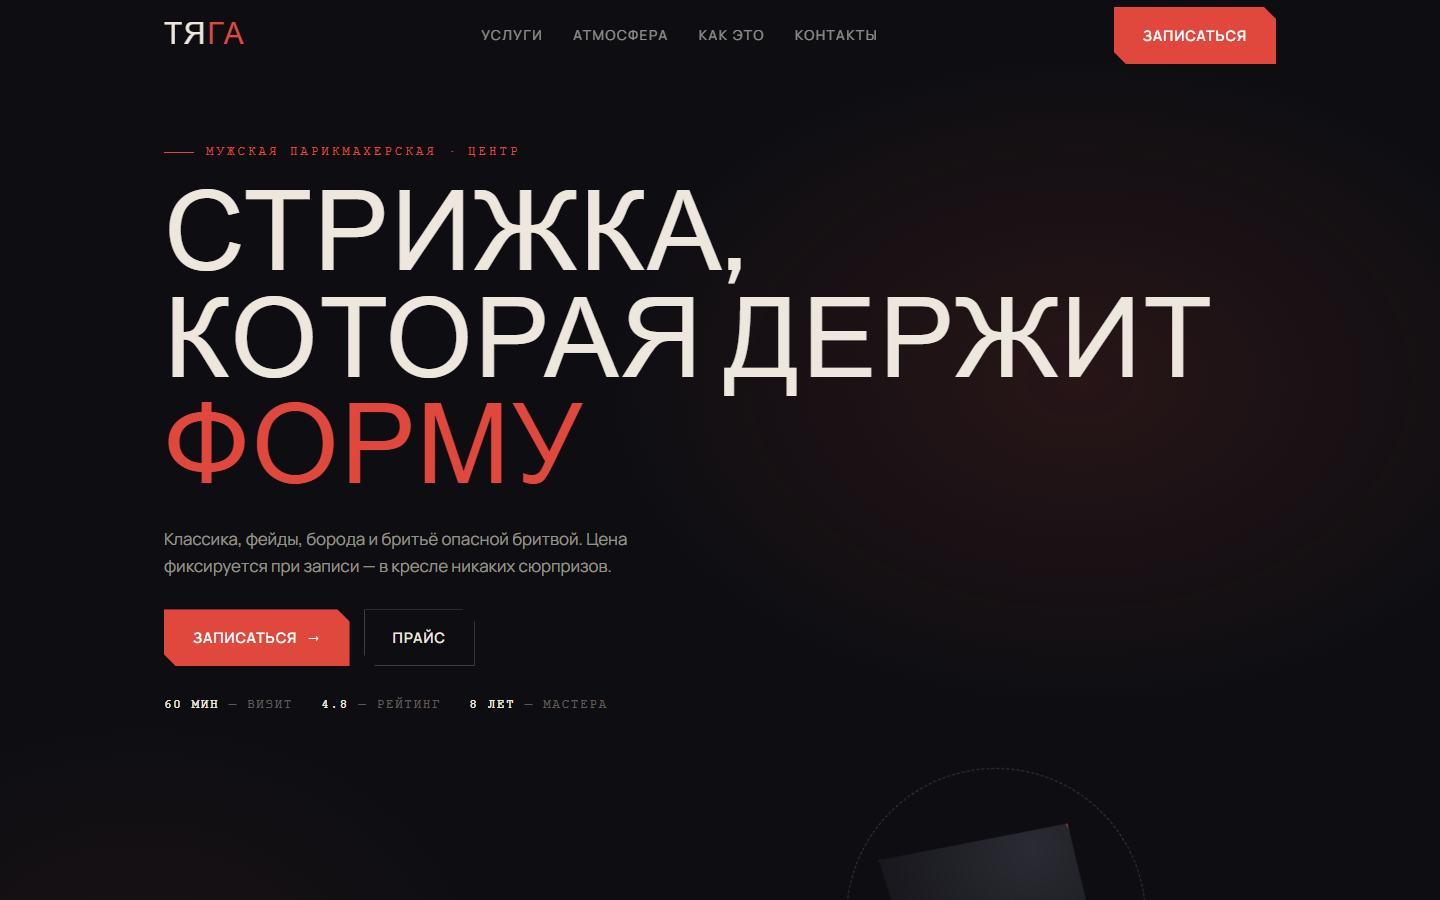 ТЯГА
УСЛУГИ АТМОСФЕРА КАК ЭТО КОНТАКТЫ
ЗАПИСАТЬСЯ
МУЖСКАЯ ПАРИКМАХЕРСКАЯ · ЦЕНТР
СТРИЖКА,
КОТОРАЯ ДЕРЖИТ
ФОРМУ
Классика, фейды, борода и бритьё опасной бритвой. Цена
фиксируется при записи — в кресле никаких сюрпризов.
ЗАПИСАТЬСЯ →
ПРАЙС
60 МИН — ВИЗИТ 4.8 — РЕЙТИНГ 8 ЛЕТ — МАСТЕРА